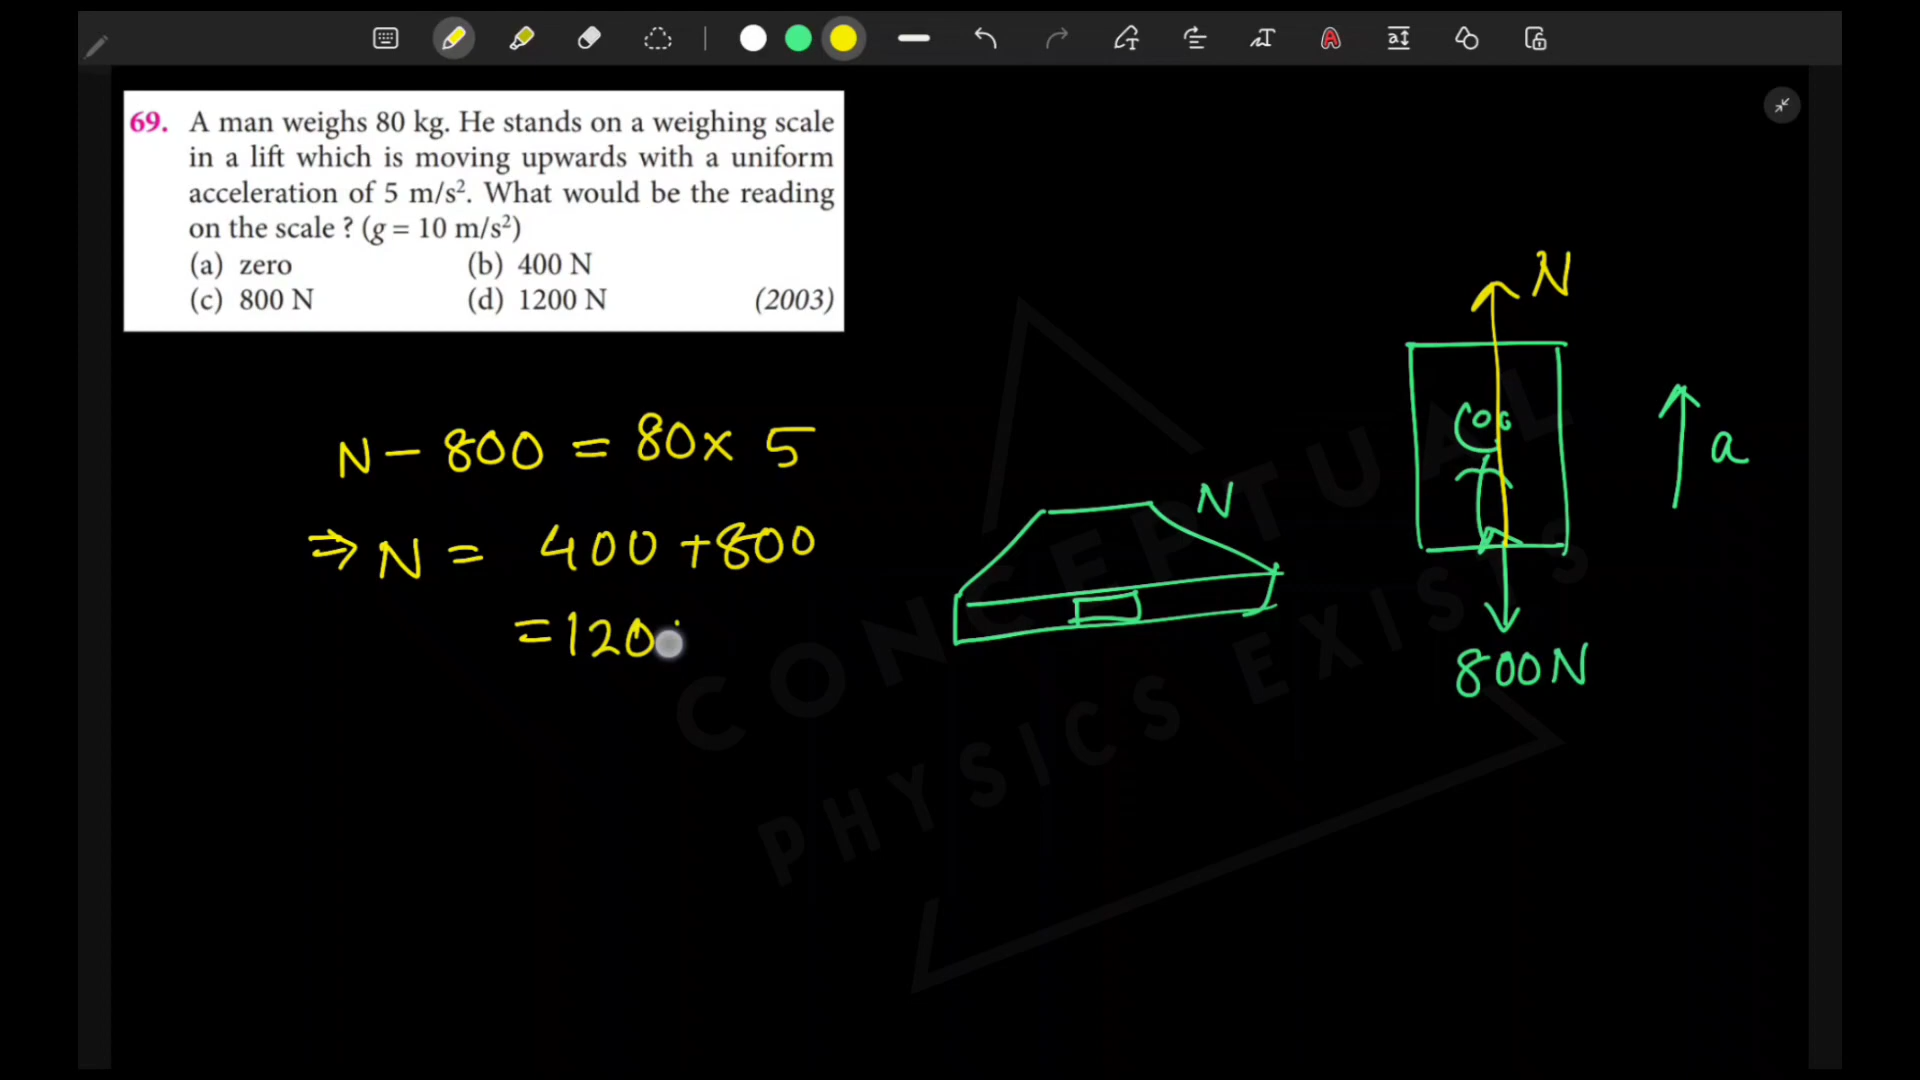 69. A man weighs 80 kg. He stands on a weighing scale
in a lift which is moving upwards with a uniform
acceleration of 5 m/s². What would be the reading
on the scale ? (g = 10 m/s²)
(a) zero (b) 400 N
(c) 800 N (d) 1200 N (2003)
N – 800 = 80 x 5
⇒ N = 400 + 800
= 120
N
N
a
800 N
CONCEPTUAL
PHYSICS EXISTS